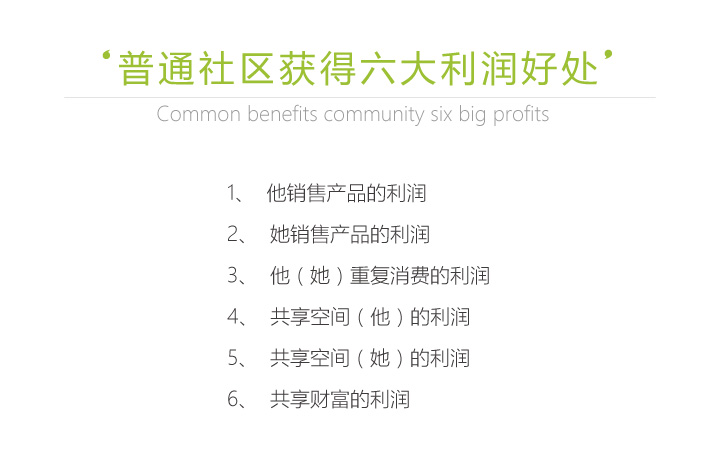 ‘普通社区获得六大利润好处’
Common benefits community six big profits
1、 他销售产品的利润
2、 她销售产品的利润
3、 他（她）重复消费的利润
4、 共享空间（他）的利润
5、 共享空间（她）的利润
6、 共享财富的利润